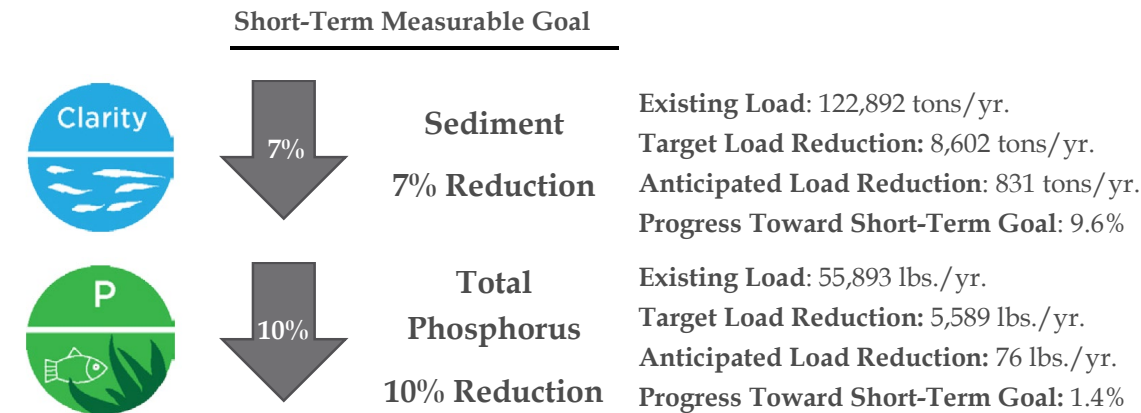 Short-Term Measurable Goal
Clarity
7%
Sediment
7% Reduction
Existing Load: 122,892 tons/yr.
Target Load Reduction: 8,602 tons/yr.
Anticipated Load Reduction: 831 tons/yr.
Progress Toward Short-Term Goal: 9.6%
P
10%
Total
Phosphorus
10% Reduction
Existing Load: 55,893 lbs./yr.
Target Load Reduction: 5,589 lbs./yr.
Anticipated Load Reduction: 76 lbs./yr.
Progress Toward Short-Term Goal: 1.4%